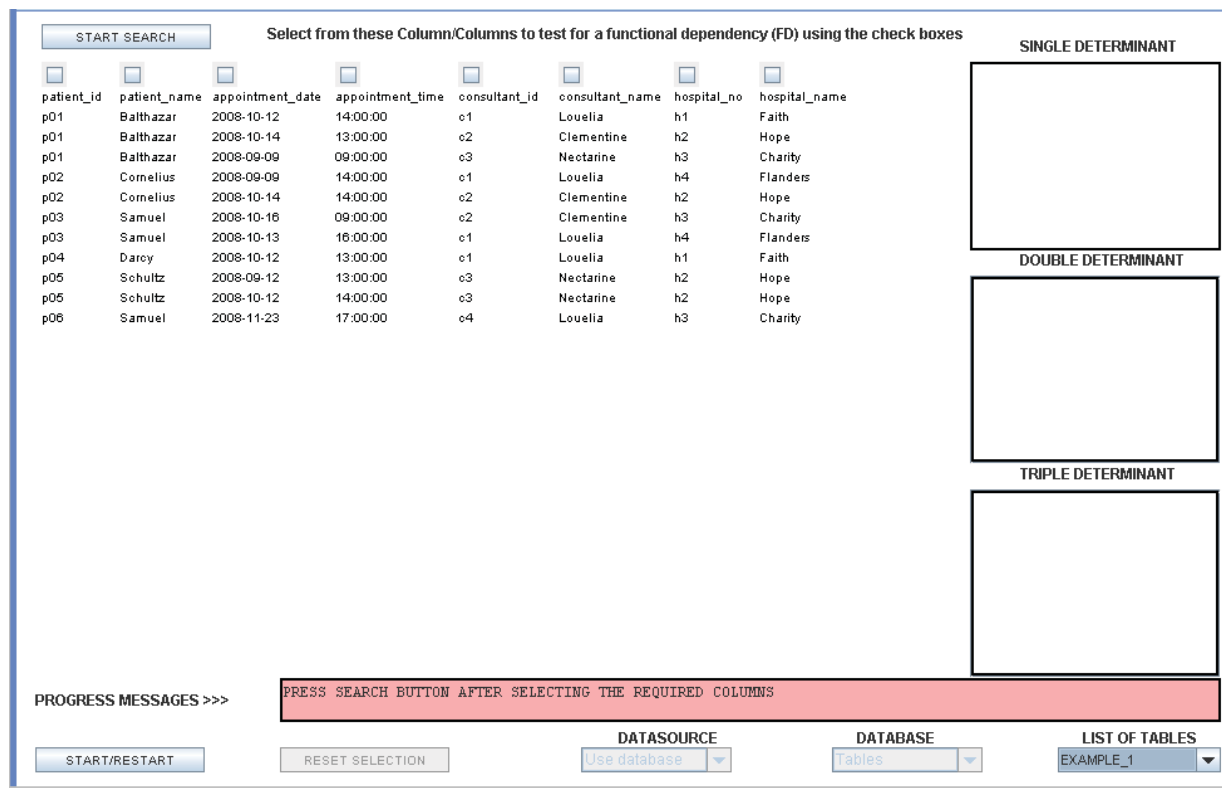 START SEARCH Select from these Column/Columns to test for a functional dependency (FD) using the check boxes
SINGLE DETERMINANT
patient_id patient_name appointment_date appointment_time consultant_id consultant_name hospital_no hospital_name
p01 Balthazar 2008-10-12 14:00:00 c1 Louelia h1 Faith
p01 Balthazar 2008-10-14 13:00:00 c2 Clementine h2 Hope
p01 Balthazar 2008-09-09 09:00:00 c3 Nectarine h3 Charity
p02 Cornelius 2008-09-09 14:00:00 c1 Louelia h4 Flanders
p02 Cornelius 2008-10-14 14:00:00 c2 Clementine h2 Hope
p03 Samuel 2008-10-16 09:00:00 c2 Clementine h3 Charity
p03 Samuel 2008-10-13 16:00:00 c1 Louelia h4 Flanders
p04 Darcy 2008-10-12 13:00:00 c1 Louelia h1 Faith
p05 Schultz 2008-09-12 13:00:00 c3 Nectarine h2 Hope
p05 Schultz 2008-10-12 14:00:00 c3 Nectarine h2 Hope
p06 Samuel 2008-11-23 17:00:00 c4 Louelia h3 Charity
DOUBLE DETERMINANT
TRIPLE DETERMINANT
PROGRESS MESSAGES >>> PRESS SEARCH BUTTON AFTER SELECTING THE REQUIRED COLUMNS
DATASOURCE DATABASE LIST OF TABLES
START/RESTART RESET SELECTION Use database Tables EXAMPLE_1